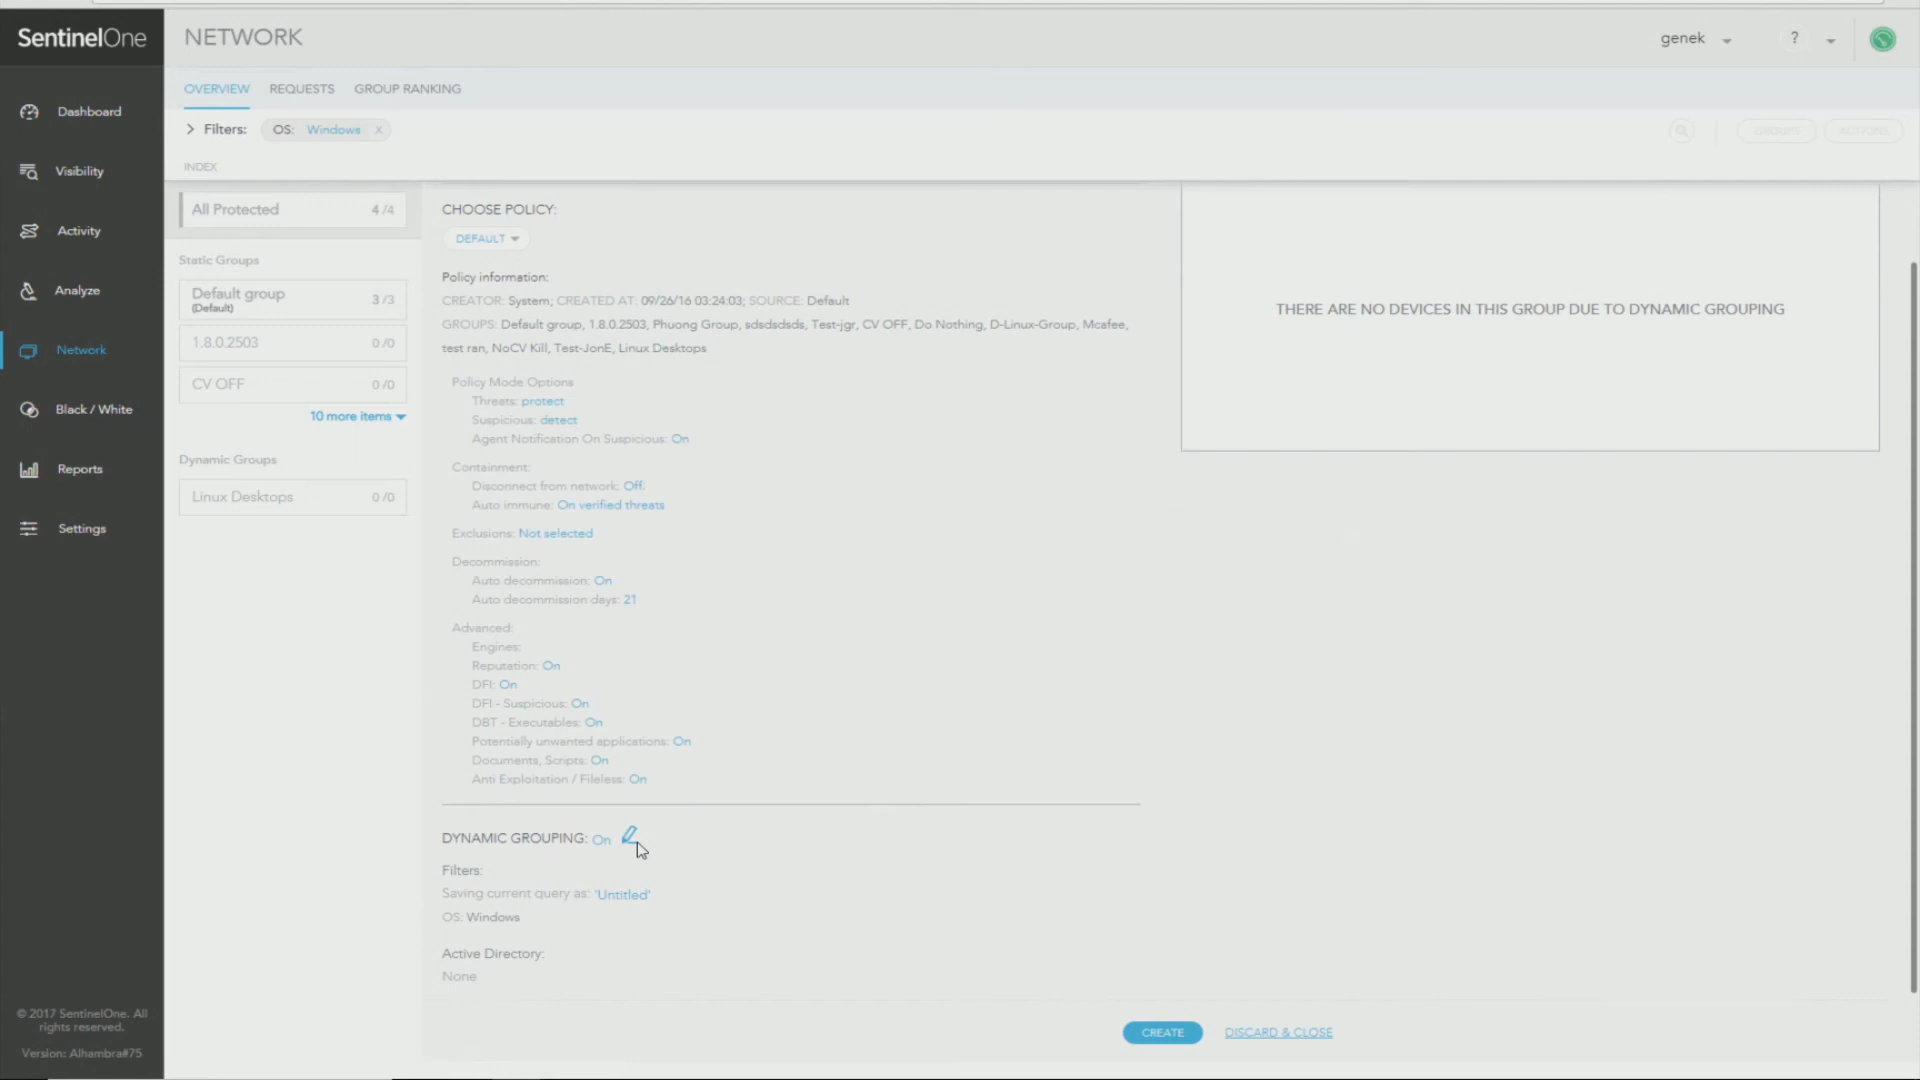 SentinelOne
NETWORK
genek
?
Dashboard
Visibility
Activity
Analyze
Network
Black / White
Reports
Settings
© 2017 SentinelOne. All
rights reserved.
Version: Alhambra#75
OVERVIEW REQUESTS GROUP RANKING
Filters: OS: Windows X
GROUPS ACTIONS
INDEX
All Protected 4 /4
Static Groups
Default group 3 /3
(Default)
1.8.0.2503 0 /0
CV OFF 0 /0
10 more items
Dynamic Groups
Linux Desktops 0 /0
CHOOSE POLICY:
DEFAULT
Policy information:
CREATOR: System; CREATED AT: 09/26/16 03:24:03; SOURCE: Default
GROUPS: Default group, 1.8.0.2503, Phuong Group, sdsdsdsds, Test-jgr, CV OFF, Do Nothing, D-Linux-Group, Mcafee,
test ran, NoCV Kill, Test-JonE, Linux Desktops
Policy Mode Options
Threats: protect
Suspicious: detect
Agent Notification On Suspicious: On
Containment:
Disconnect from network: Off.
Auto immune: On verified threats
Exclusions: Not selected
Decommission:
Auto decommission: On
Auto decommission days: 21
Advanced:
Engines:
Reputation: On
DFI: On
DFI - Suspicious: On
DBT - Executables: On
Potentially unwanted applications: On
Documents, Scripts: On
Anti Exploitation / Fileless: On
DYNAMIC GROUPING: On
Filters:
Saving current query as: 'Untitled'
OS: Windows
Active Directory:
None
THERE ARE NO DEVICES IN THIS GROUP DUE TO DYNAMIC GROUPING
CREATE DISCARD & CLOSE